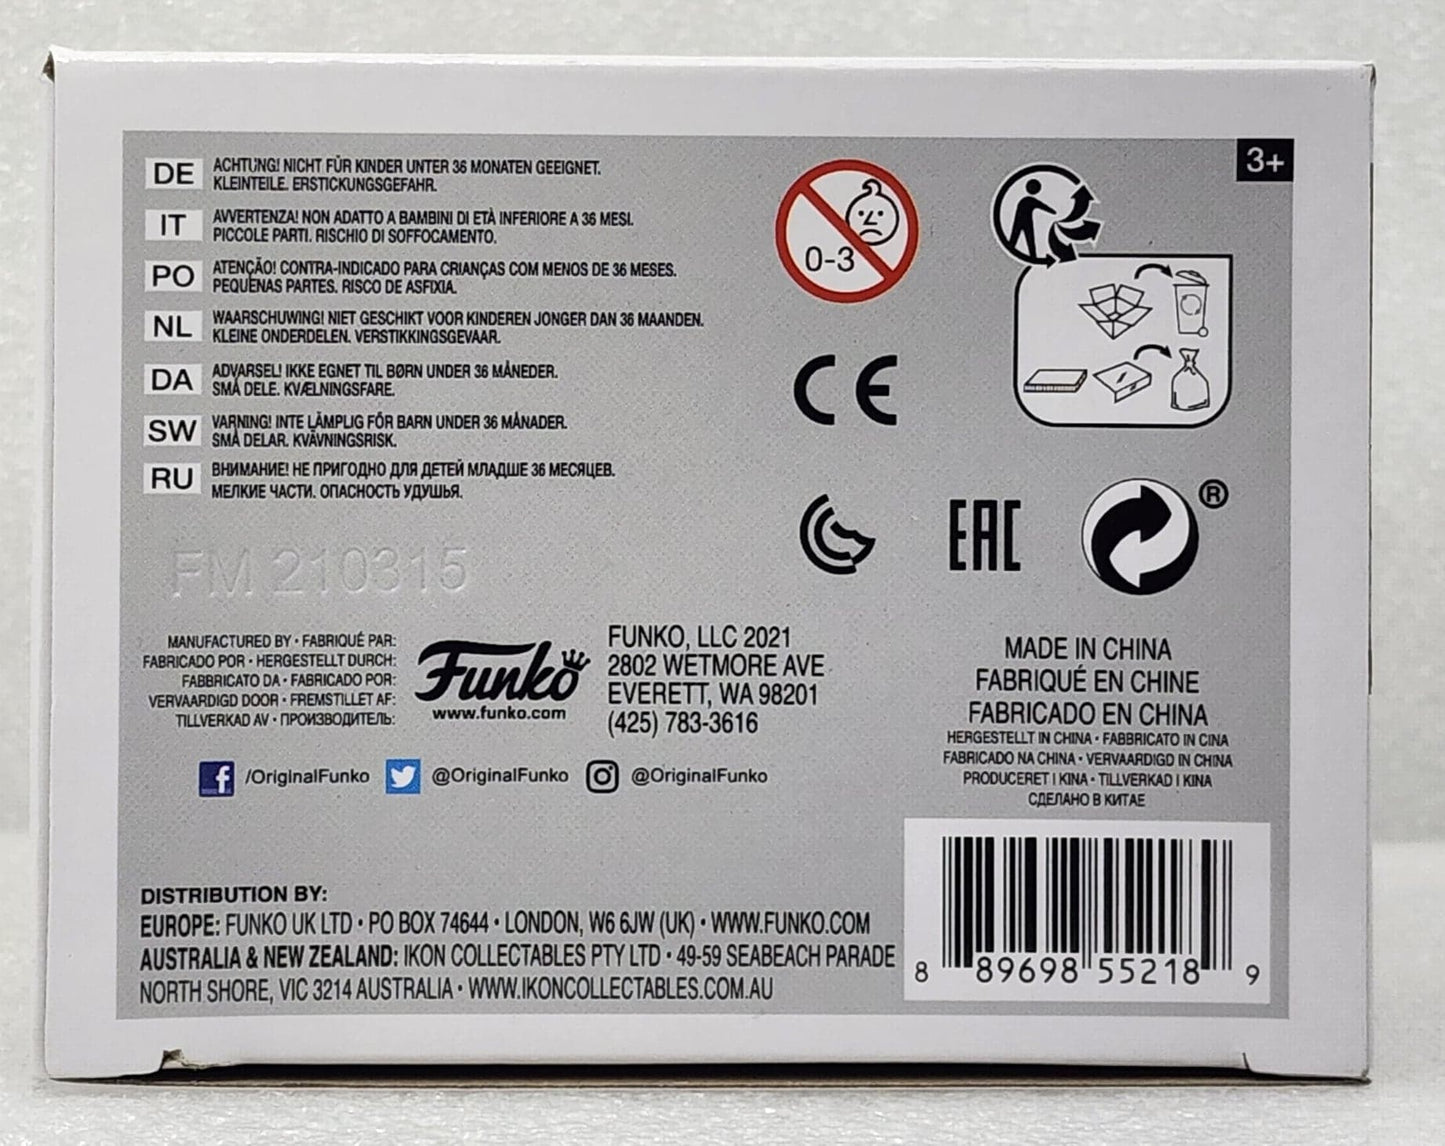 3+
DE ACHTUNG! NICHT FÜR KINDER UNTER 36 MONATEN GEEIGNET.
KLEINTEILE. ERSTICKUNGSGEFAHR.
IT AVVERTENZA! NON ADATTO A BAMBINI DI ETÀ INFERIORE A 36 MESI.
PICCOLE PARTI. RISCHIO DI SOFFOCAMENTO.
PO ATENÇÃO! CONTRA-INDICADO PARA CRIANÇAS COM MENOS DE 36 MESES.
PEQUENAS PARTES. RISCO DE ASFIXIA.
NL WAARSCHUWING! NIET GESCHIKT VOOR KINDEREN JONGER DAN 36 MAANDEN.
KLEINE ONDERDELEN. VERSTIKKINGSGEVAAR.
DA ADVARSEL! IKKE EGNET TIL BØRN UNDER 36 MÅNEDER.
SMÅ DELE. KVÆLNINGSFARE.
SW VARNING! INTE LÄMPLIG FÖR BARN UNDER 36 MÅNADER.
SMÅ DELAR. KVÄVNINGSRISK.
RU ВНИМАНИЕ! НЕ ПРИГОДНО ДЛЯ ДЕТЕЙ МЛАДШЕ 36 МЕСЯЦЕВ.
МЕЛКИЕ ЧАСТИ. ОПАСНОСТЬ УДУШЬЯ.
0-3
CE
EAC
®
FM 210315
MANUFACTURED BY • FABRIQUÉ PAR:
FABRICADO POR • HERGESTELLT DURCH:
FABBRICATO DA • FABRICADO POR:
VERVAARDIGD DOOR • FREMSTILLET AF:
TILLVERKAD AV • ПРОИЗВОДИТЕЛЬ:
Funko
www.funko.com
FUNKO, LLC 2021
2802 WETMORE AVE
EVERETT, WA 98201
(425) 783-3616
MADE IN CHINA
FABRIQUÉ EN CHINE
FABRICADO EN CHINA
HERGESTELLT IN CHINA • FABBRICATO IN CINA
FABRICADO NA CHINA • VERVAARDIGD IN CHINA
PRODUCERET I KINA • TILLVERKAD I KINA
СДЕЛАНО В КИТАЕ
f /OriginalFunko @OriginalFunko @OriginalFunko
DISTRIBUTION BY:
EUROPE: FUNKO UK LTD • PO BOX 74644 • LONDON, W6 6JW (UK) • WWW.FUNKO.COM
AUSTRALIA & NEW ZEALAND: IKON COLLECTABLES PTY LTD • 49-59 SEABEACH PARADE
NORTH SHORE, VIC 3214 AUSTRALIA • WWW.IKONCOLLECTABLES.COM.AU
8 89698 55218 9